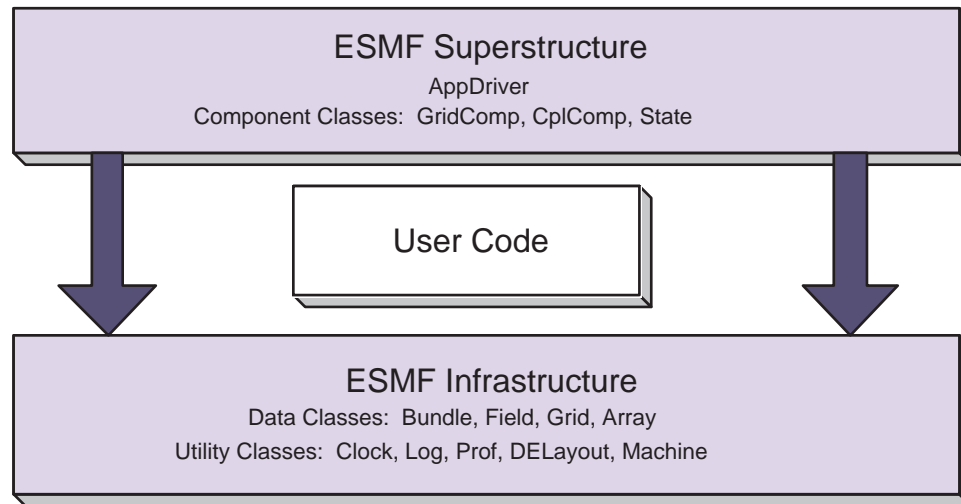 ESMF Superstructure
AppDriver
Component Classes: GridComp, CplComp, State
User Code
ESMF Infrastructure
Data Classes: Bundle, Field, Grid, Array
Utility Classes: Clock, Log, Prof, DELayout, Machine